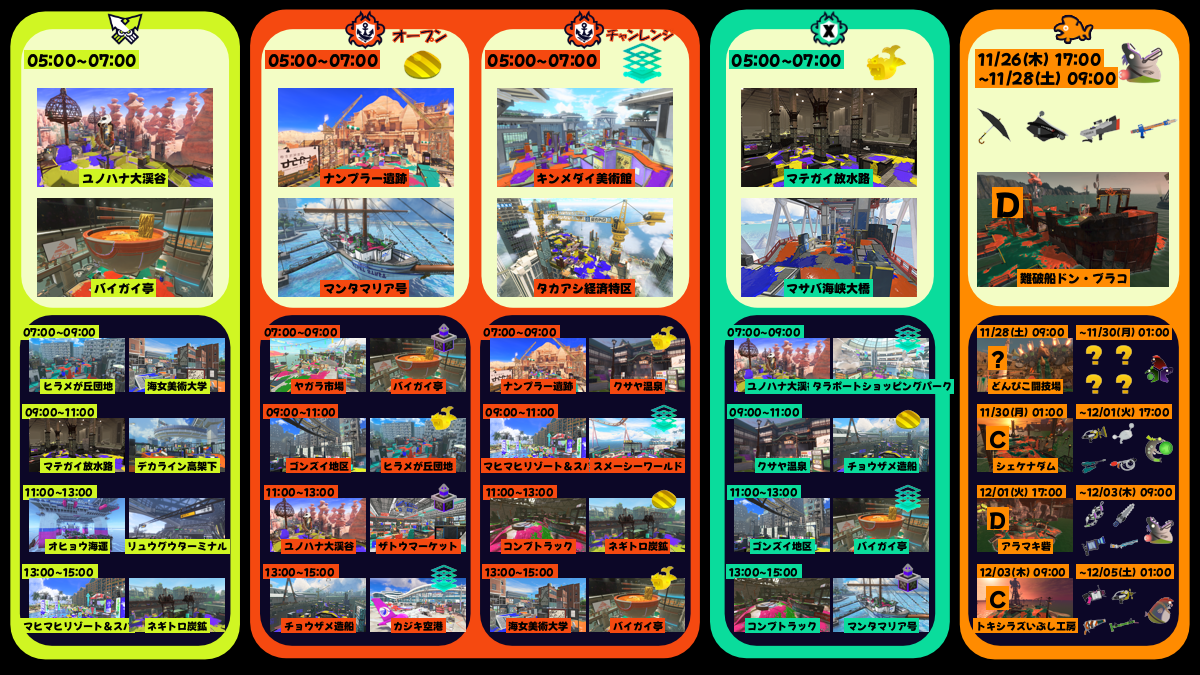 05:00~07:00
ユノハナ大渓谷
バイガイ亭
07:00~09:00
ヒラメが丘団地
海女美術大学
09:00~11:00
マテガイ放水路
デカライン高架下
11:00~13:00
オヒョウ海運
リュウグウターミナル
13:00~15:00
マヒマヒリゾート&スパ
ネギトロ炭鉱
オープン
05:00~07:00
ナンプラー遺跡
マンタマリア号
07:00~09:00
ヤガラ市場
バイガイ亭
09:00~11:00
ゴンズイ地区
ヒラメが丘団地
11:00~13:00
ユノハナ大渓谷
ザトウマーケット
13:00~15:00
チョウザメ造船
カジキ空港
チャレンジ
05:00~07:00
キンメダイ美術館
タカアシ経済特区
07:00~09:00
ナンプラー遺跡
クサヤ温泉
09:00~11:00
マヒマヒリゾート&スパ
スメーシーワールド
11:00~13:00
コンブトラック
ネギトロ炭鉱
13:00~15:00
海女美術大学
バイガイ亭
X
05:00~07:00
マテガイ放水路
マサバ海峡大橋
07:00~09:00
ユノハナ大渓
タラポートショッピングパーク
09:00~11:00
クサヤ温泉
チョウザメ造船
11:00~13:00
ゴンズイ地区
バイガイ亭
13:00~15:00
コンブトラック
マンタマリア号
11/26(木) 17:00
~11/28(土) 09:00
D
難破船ドン・ブラコ
11/28(土) 09:00
~11/30(月) 01:00
?
? ?
? ?
どんぴこ闘技場
11/30(月) 01:00
~12/01(火) 17:00
C
シェケナダム
12/01(火) 17:00
~12/03(木) 09:00
D
アラマキ砦
12/03(木) 09:00
~12/05(土) 01:00
C
トキシラズいぶし工房